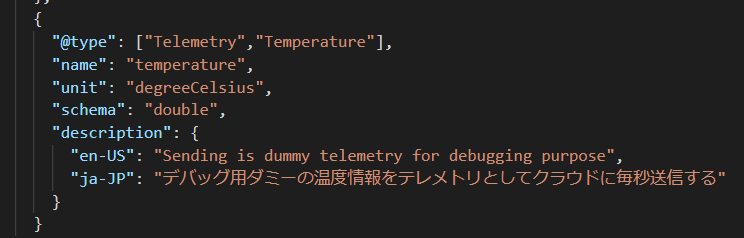 },
{
"@type": ["Telemetry","Temperature"],
"name": "temperature",
"unit": "degreeCelsius",
"schema": "double",
"description": {
"en-US": "Sending is dummy telemetry for debugging purpose",
"ja-JP": "デバッグ用ダミーの温度情報をテレメトリとしてクラウドに毎秒送信する"
}
}